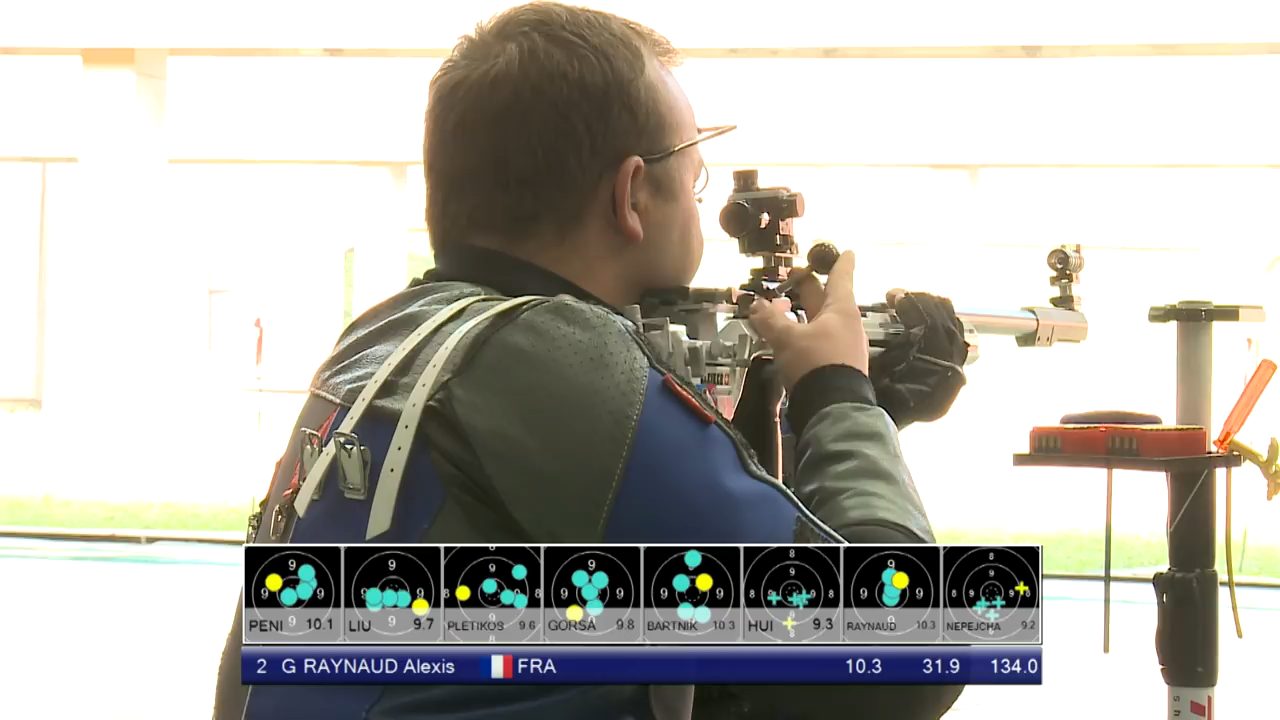 PENI 10.1 LIU 9.7 PLETIKOS 9.6 GORSA 9.8 BARTNIK 10.3 HUI 9.3 RAYNAUD 10.3 NEPEJCHA 9.2
2 G RAYNAUD Alexis FRA 10.3 31.9 134.0